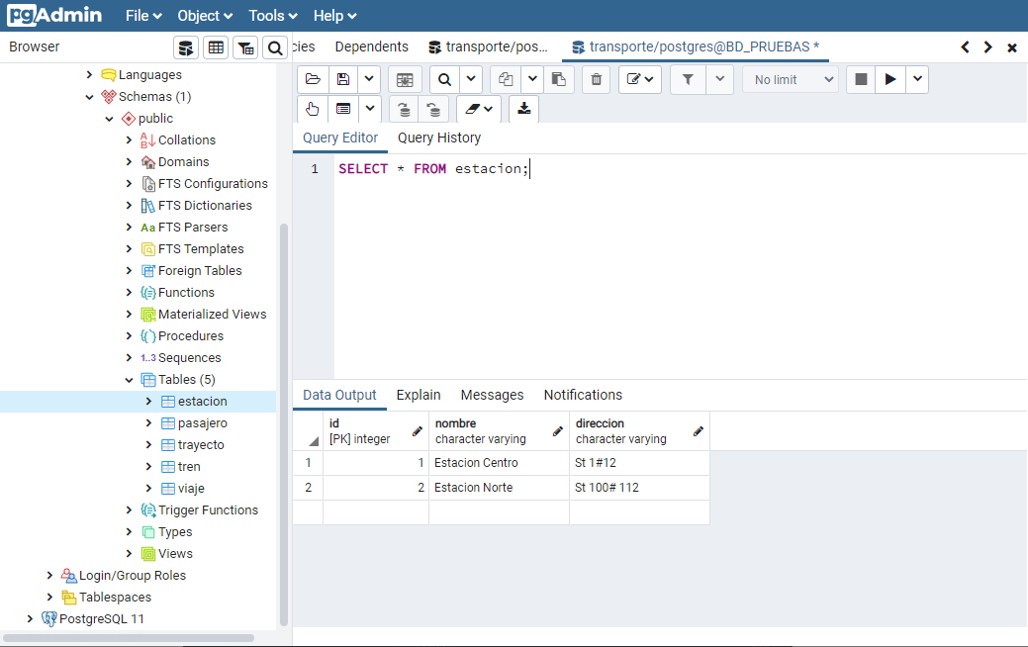 pgAdmin File Object Tools Help
Browser
cies Dependents transporte/pos... transporte/postgres@BD_PRUEBAS *
Languages
Schemas (1)
public
Collations
Domains
FTS Configurations
FTS Dictionaries
Aa FTS Parsers
FTS Templates
Foreign Tables
Functions
Materialized Views
Procedures
1..3 Sequences
Tables (5)
estacion
pasajero
trayecto
tren
viaje
Trigger Functions
Types
Views
Login/Group Roles
Tablespaces
PostgreSQL 11
No limit
Query Editor Query History
1 SELECT * FROM estacion;
Data Output Explain Messages Notifications
id nombre direccion
[PK] integer character varying character varying
1 1 Estacion Centro St 1#12
2 2 Estacion Norte St 100# 112